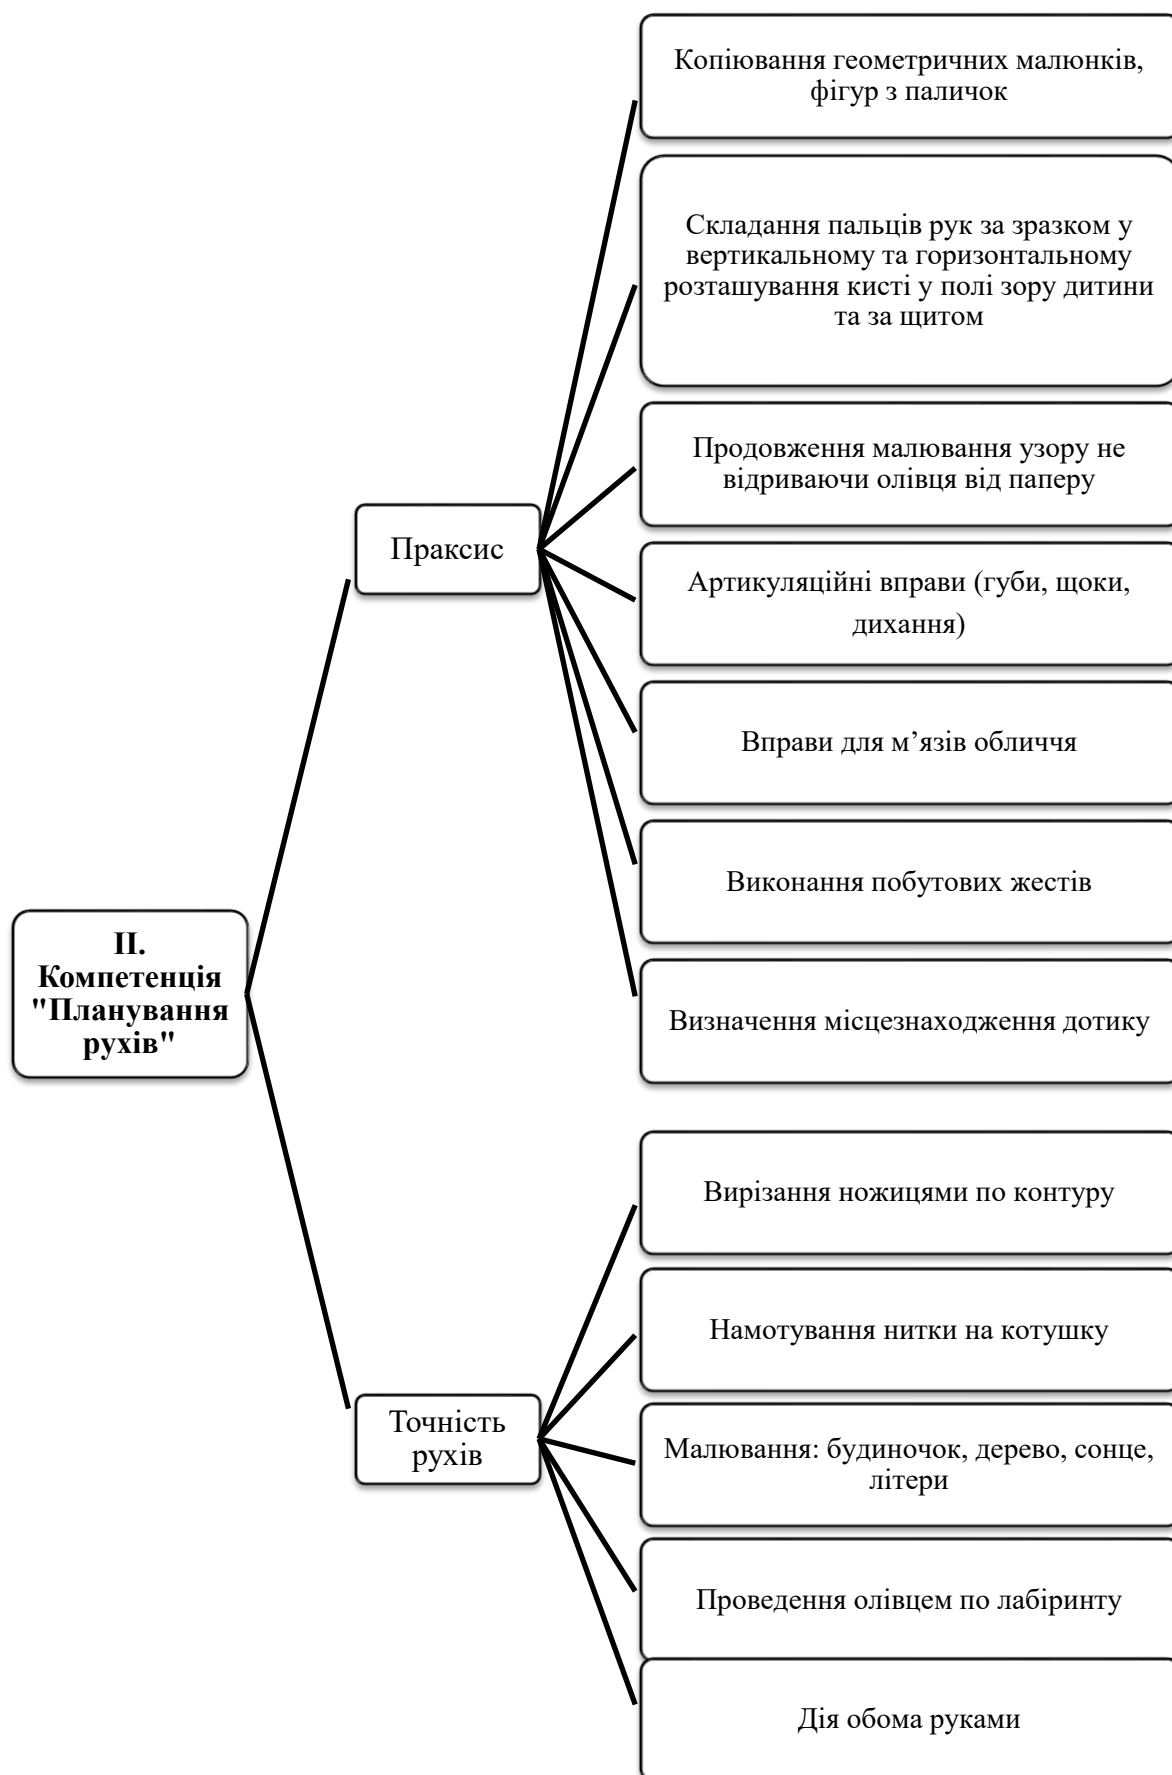 Копіювання геометричних малюнків,
фігур з паличок
Складання пальців рук за зразком у
вертикальному та горизонтальному
розташування кисті у полі зору дитини
та за щитом
Продовження малювання узору не
відриваючи олівця від паперу
Праксис
Артикуляційні вправи (губи, щоки,
дихання)
Вправи для м’язів обличчя
Виконання побутових жестів
II.
Компетенція
"Планування
рухів"
Визначення місцезнаходження дотику
Вирізання ножицями по контуру
Намотування нитки на котушку
Точність
рухів
Малювання: будиночок, дерево, сонце,
літери
Проведення олівцем по лабіринту
Дія обома руками